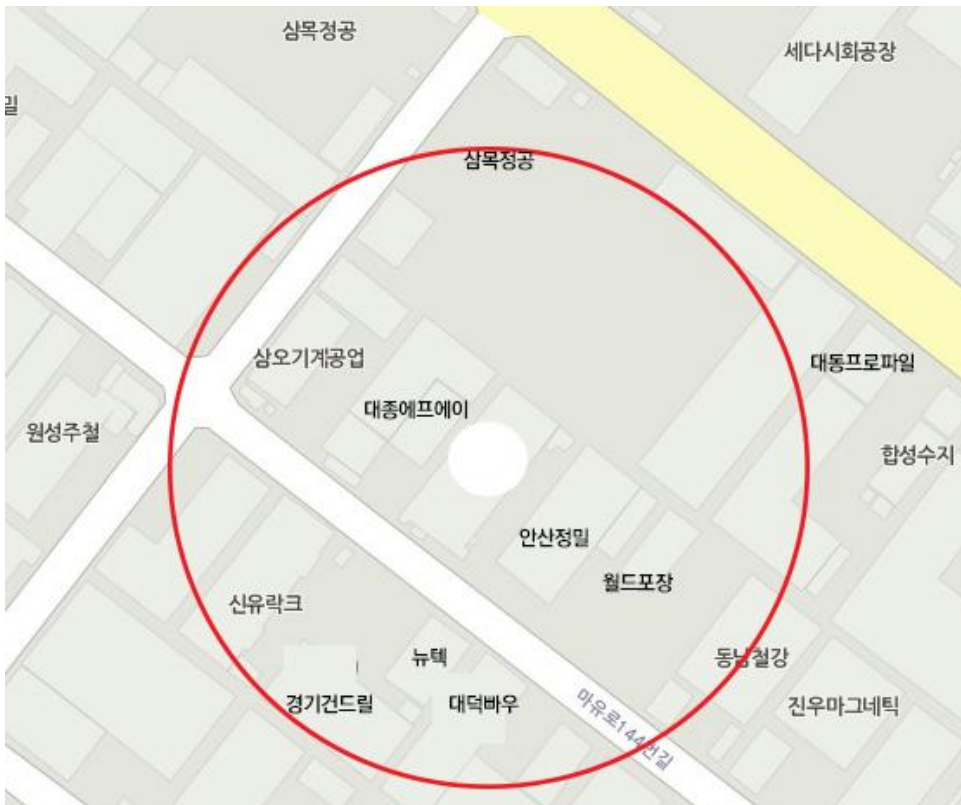 삼목정공
세다시회공장
밀
삼목정공
삼오기계공업
대동프로파일
대종에프에이
원성주철
합성수지
안산정밀
월드포장
신유락크
뉴텍
동남철강
경기건드릴
대덕바우
마유로144번길
진우마그네틱